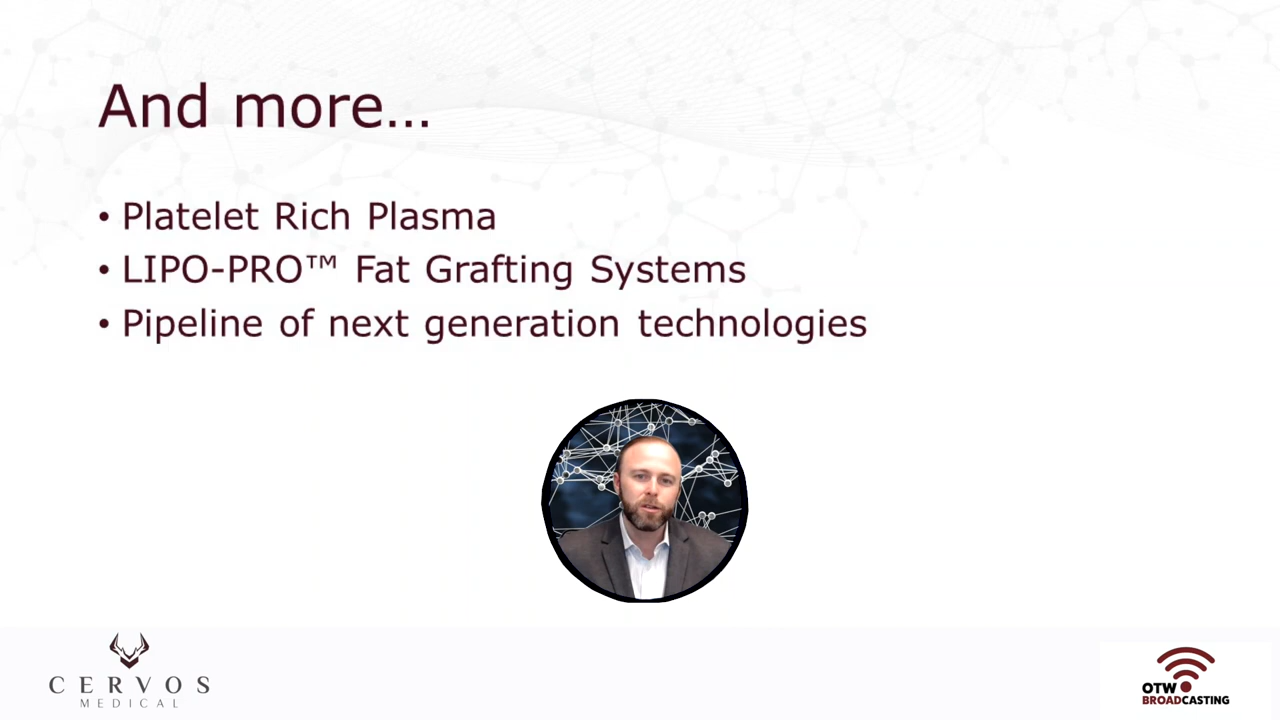 And more...
• Platelet Rich Plasma
• LIPO-PRO™ Fat Grafting Systems
• Pipeline of next generation technologies
CERVOS
MEDICAL
OTW
BROADCASTING